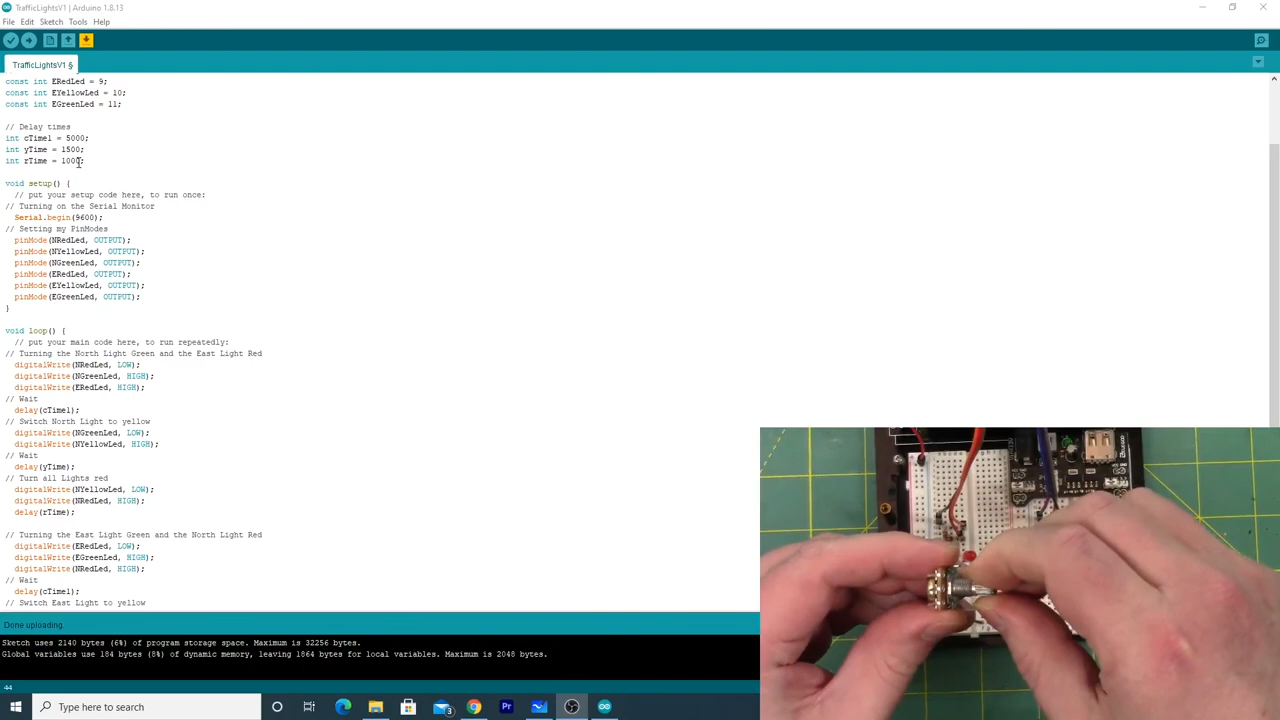 TrafficLightsV1 | Arduino 1.8.13
File Edit Sketch Tools Help
TrafficLightsV1 §
const int ERedLed = 9;
const int EYellowLed = 10;
const int EGreenLed = 11;
// Delay times
int cTime1 = 5000;
int yTime = 1500;
int rTime = 1000;
void setup() {
// put your setup code here, to run once:
// Turning on the Serial Monitor
Serial.begin(9600);
// Setting my PinModes
pinMode(NRedLed, OUTPUT);
pinMode(NYellowLed, OUTPUT);
pinMode(NGreenLed, OUTPUT);
pinMode(ERedLed, OUTPUT);
pinMode(EYellowLed, OUTPUT);
pinMode(EGreenLed, OUTPUT);
}
void loop() {
// put your main code here, to run repeatedly:
// Turning the North Light Green and the East Light Red
digitalWrite(NRedLed, LOW);
digitalWrite(NGreenLed, HIGH);
digitalWrite(ERedLed, HIGH);
// Wait
delay(cTime1);
// Switch North Light to yellow
digitalWrite(NGreenLed, LOW);
digitalWrite(NYellowLed, HIGH);
// Wait
delay(yTime);
// Turn all Lights red
digitalWrite(NYellowLed, LOW);
digitalWrite(NRedLed, HIGH);
delay(rTime);
// Turning the East Light Green and the North Light Red
digitalWrite(ERedLed, LOW);
digitalWrite(EGreenLed, HIGH);
digitalWrite(NRedLed, HIGH);
// Wait
delay(cTime1);
// Switch East Light to yellow
Done uploading.
Sketch uses 2140 bytes (6%) of program storage space. Maximum is 32256 bytes.
Global variables use 184 bytes (8%) of dynamic memory, leaving 1864 bytes for local variables. Maximum is 2048 bytes.
44
Type here to search
3
Pr